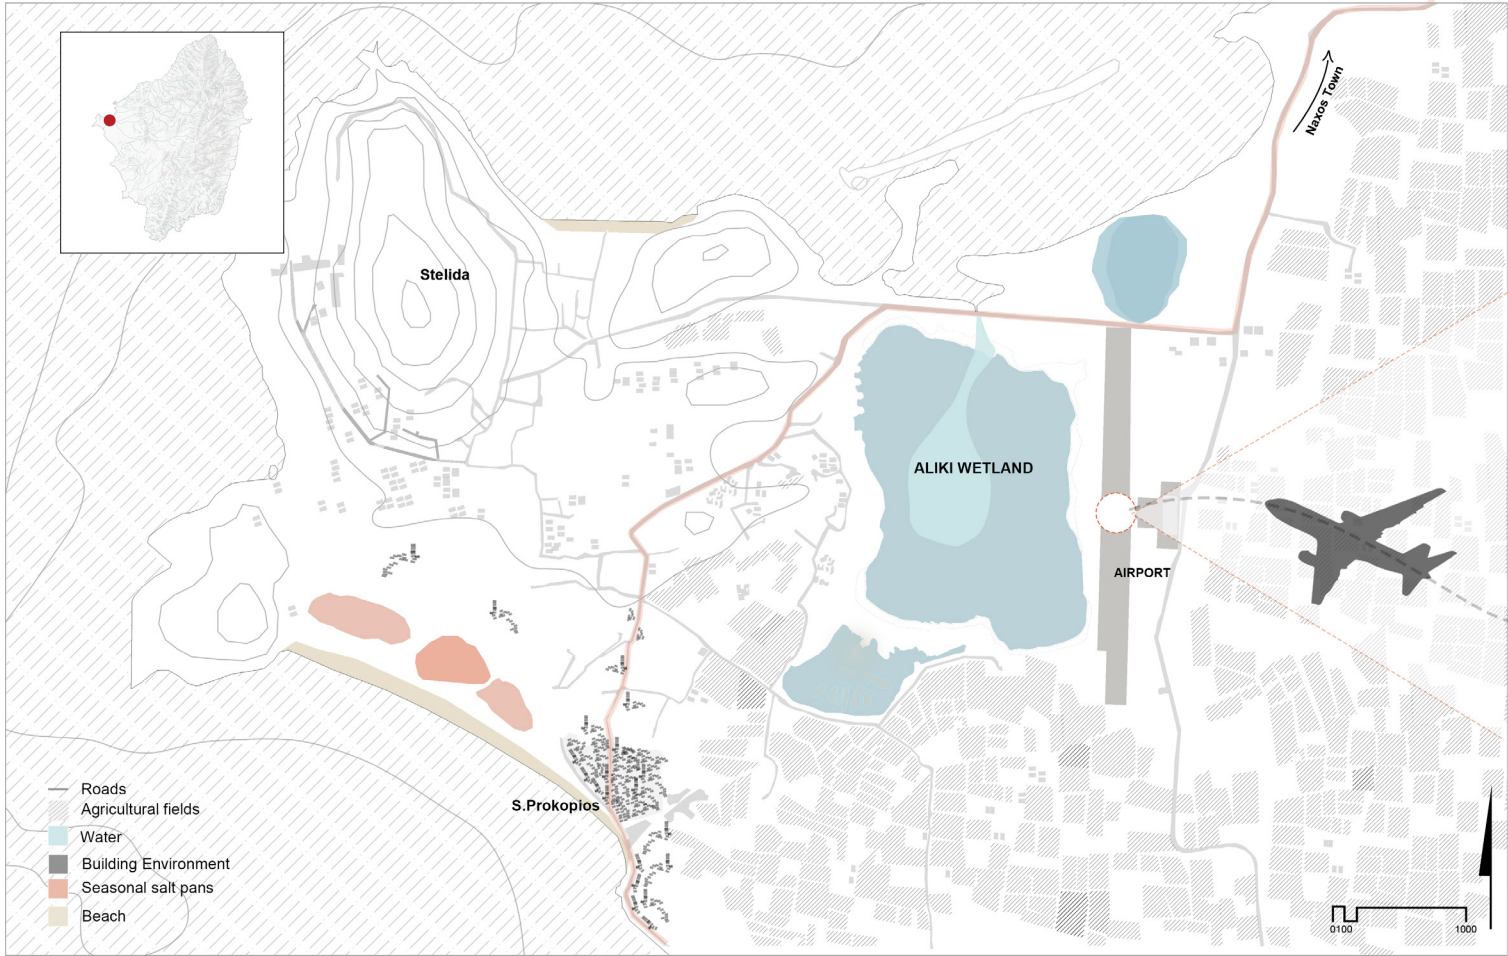 Naxos Town
Stelida
ALIKI WETLAND
AIRPORT
S.Prokopios
Roads
Agricultural fields
Water
Building Environment
Seasonal salt pans
Beach
0100 1000